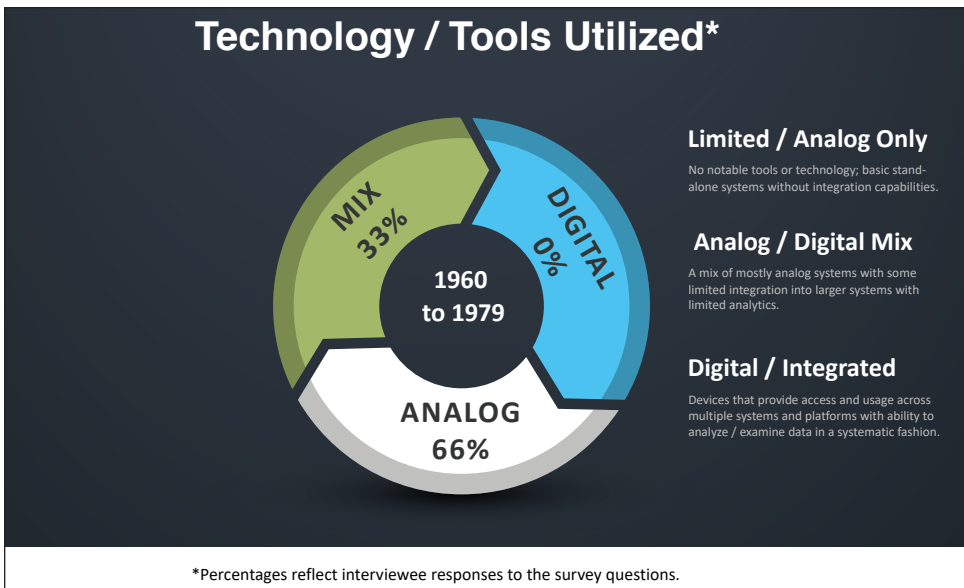 Technology / Tools Utilized*
MIX
33%
DIGITAL
0%
1960
to 1979
ANALOG
66%
Limited / Analog Only
No notable tools or technology; basic stand-
alone systems without integration capabilities.
Analog / Digital Mix
A mix of mostly analog systems with some
limited integration into larger systems with
limited analytics.
Digital / Integrated
Devices that provide access and usage across
multiple systems and platforms with ability to
analyze / examine data in a systematic fashion.
*Percentages reflect interviewee responses to the survey questions.